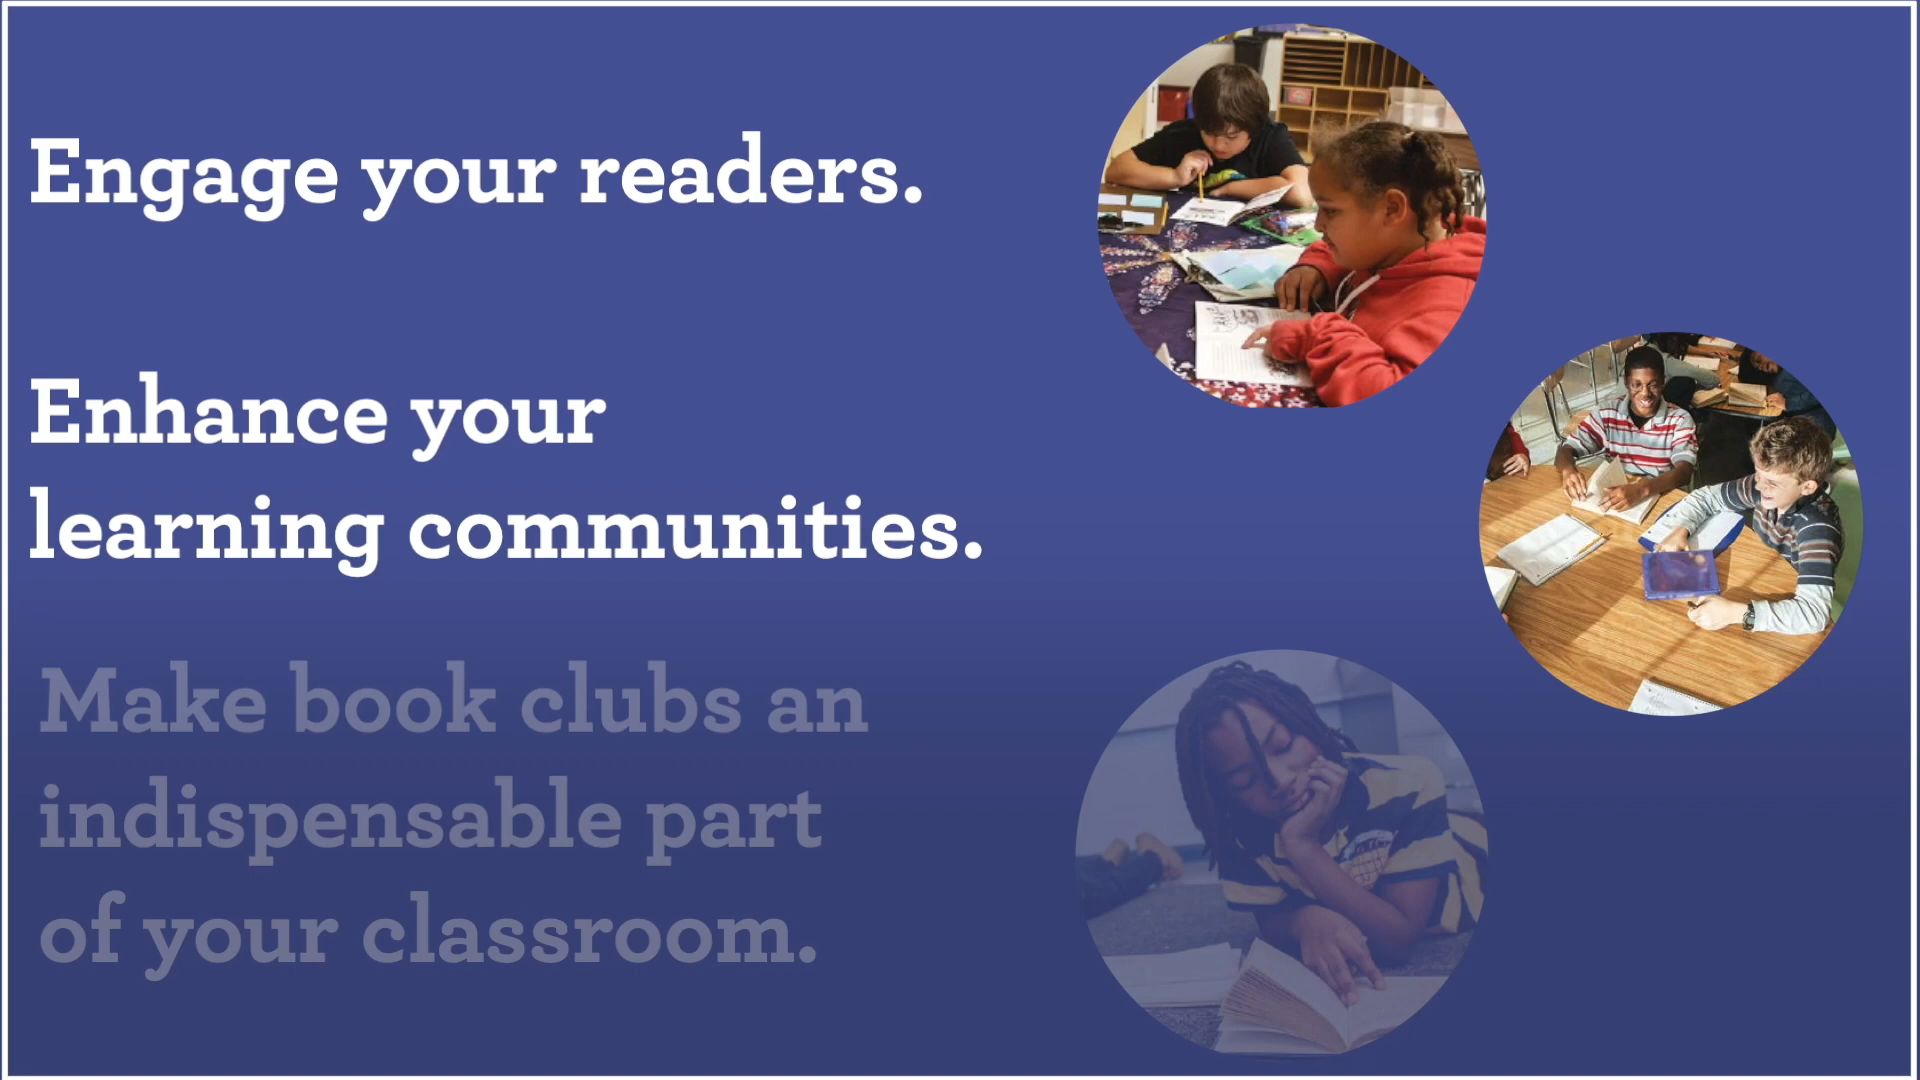 Engage your readers.
Enhance your
learning communities.
Make book clubs an
indispensable part
of your classroom.